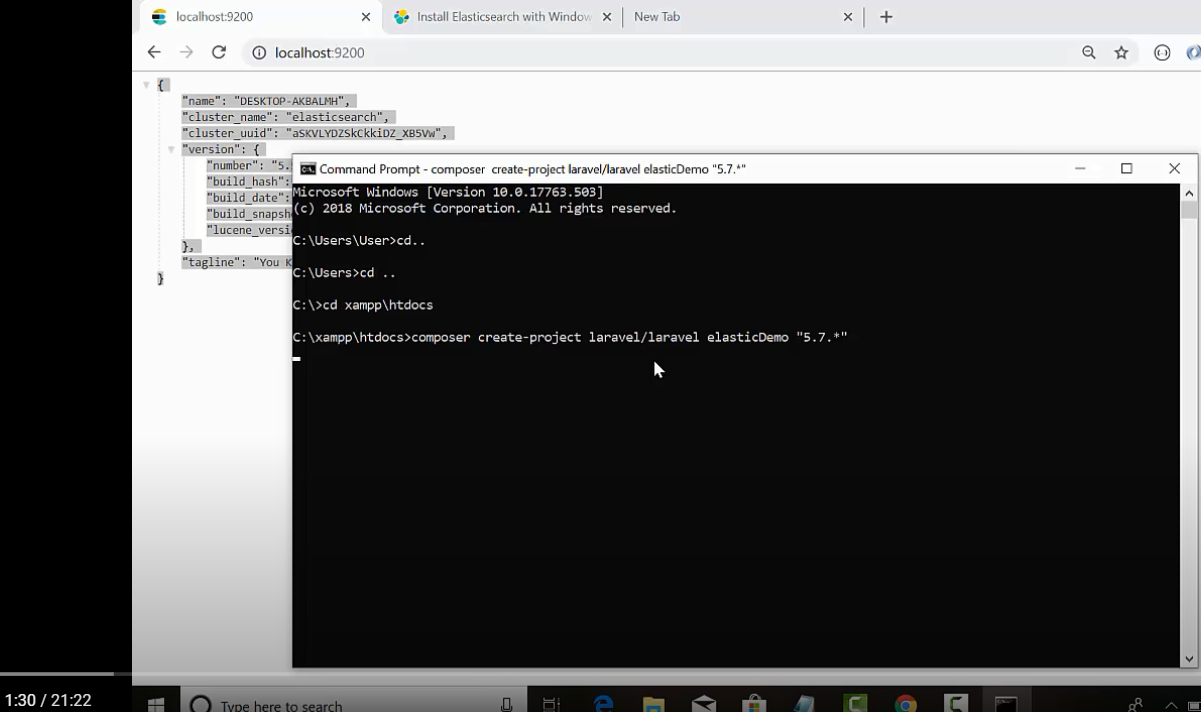 localhost:9200
Install Elasticsearch with Window
New Tab
localhost:9200
{
"name": "DESKTOP-AKBALMH",
"cluster_name": "elasticsearch",
"cluster_uuid": "aSKVLYDZSkCkkiDZ_XB5Vw",
"version": {
"number": "5.
"build_hash":
"build_date":
"build_snapsh
"lucene_versi
},
"tagline": "You K
}
Command Prompt - composer create-project laravel/laravel elasticDemo "5.7.*"
Microsoft Windows [Version 10.0.17763.503]
(c) 2018 Microsoft Corporation. All rights reserved.
C:\Users\User>cd..
C:\Users>cd ..
C:\>cd xampp\htdocs
C:\xampp\htdocs>composer create-project laravel/laravel elasticDemo "5.7.*"
1:30 / 21:22
Type here to search